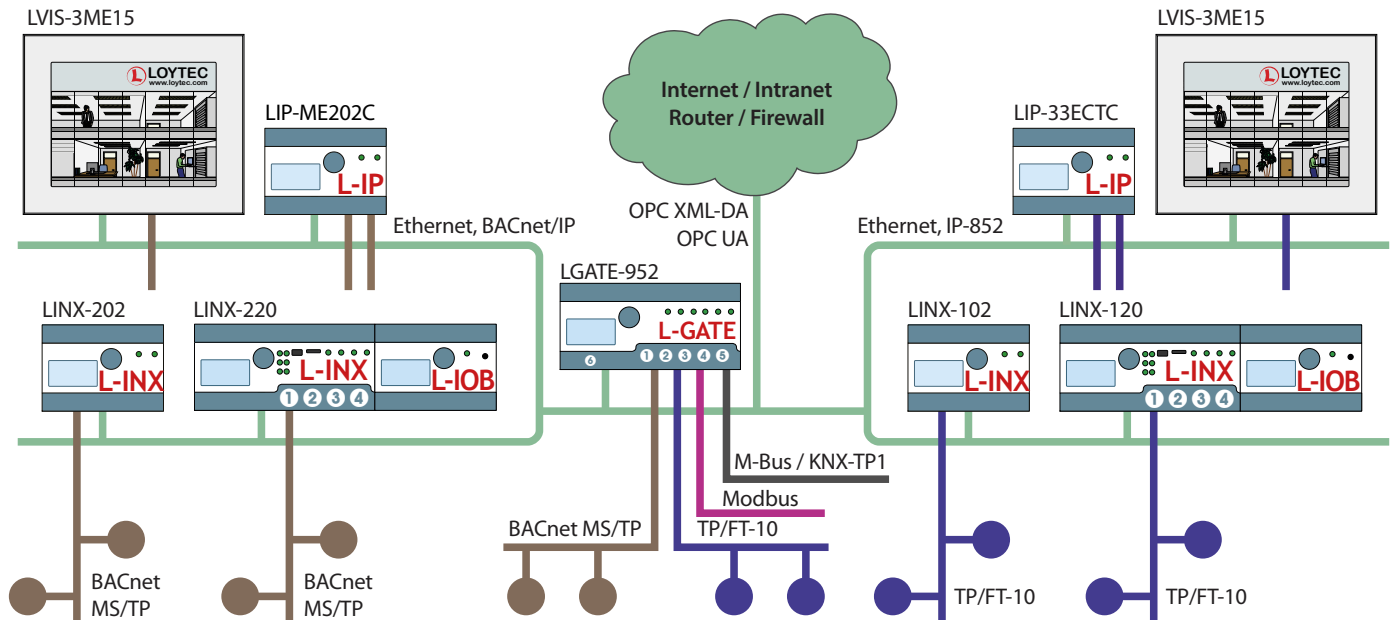 LVIS-3ME15
L LOYTEC
www.loytec.com
LIP-ME202C
L-IP
Internet / Intranet
Router / Firewall
LIP-33ECTC
L-IP
LVIS-3ME15
L LOYTEC
www.loytec.com
Ethernet, BACnet/IP
OPC XML-DA
OPC UA
Ethernet, IP-852
LINX-202
L-INX
LINX-220
L-INX
1 2 3 4
L-IOB
LGATE-952
L-GATE
6
1 2 3 4 5
LINX-102
L-INX
LINX-120
L-INX
1 2 3 4
L-IOB
M-Bus / KNX-TP1
Modbus
BACnet MS/TP
TP/FT-10
BACnet
MS/TP
BACnet
MS/TP
TP/FT-10
TP/FT-10